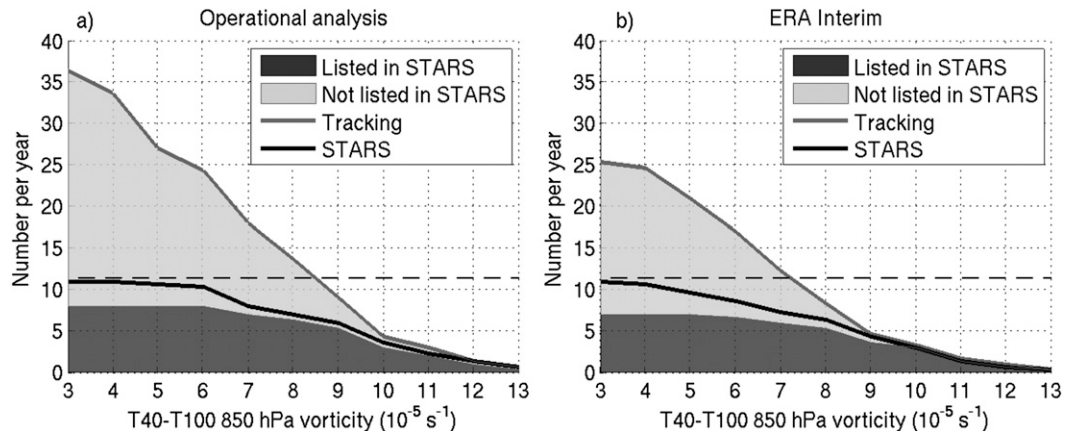 a) Operational analysis
40
35
30
25
20
15
10
5
0
Number per year
Listed in STARS
Not listed in STARS
Tracking
STARS
3 4 5 6 7 8 9 10 11 12 13
T40-T100 850 hPa vorticity (10⁻⁵ s⁻¹)
b) ERA Interim
40
35
30
25
20
15
10
5
0
Number per year
Listed in STARS
Not listed in STARS
Tracking
STARS
3 4 5 6 7 8 9 10 11 12 13
T40-T100 850 hPa vorticity (10⁻⁵ s⁻¹)